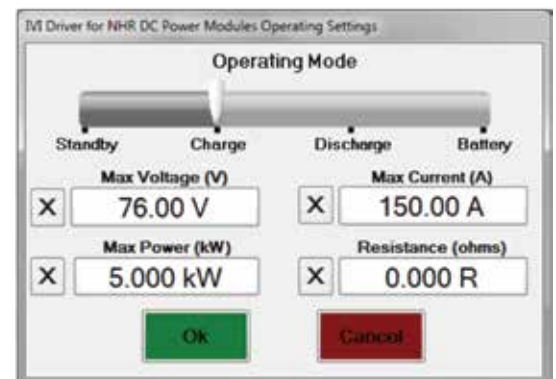 IVI Driver for NHR DC Power Modules Operating Settings
Operating Mode
Standby Charge Discharge Battery
Max Voltage (V) Max Current (A)
X 76.00 V X 150.00 A
Max Power (kW) Resistance (ohms)
X 5.000 kW X 0.000 R
Ok Cancel